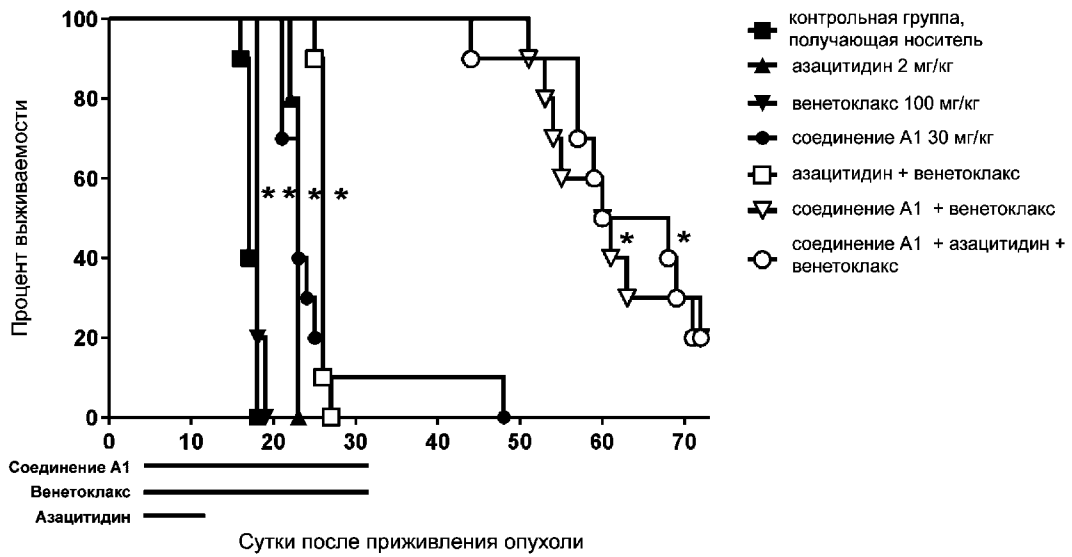 Процент выживаемости
100
80
60
40
20
0
* * * *
*
*
0 10 20 30 40 50 60 70
Соединение А1
Венетоклакс
Азацитидин
Сутки после приживления опухоли
контрольная группа,
получающая носитель
азацитидин 2 мг/кг
венетоклакс 100 мг/кг
соединение А1 30 мг/кг
азацитидин + венетоклакс
соединение А1 + венетоклакс
соединение А1 + азацитидин +
венетоклакс